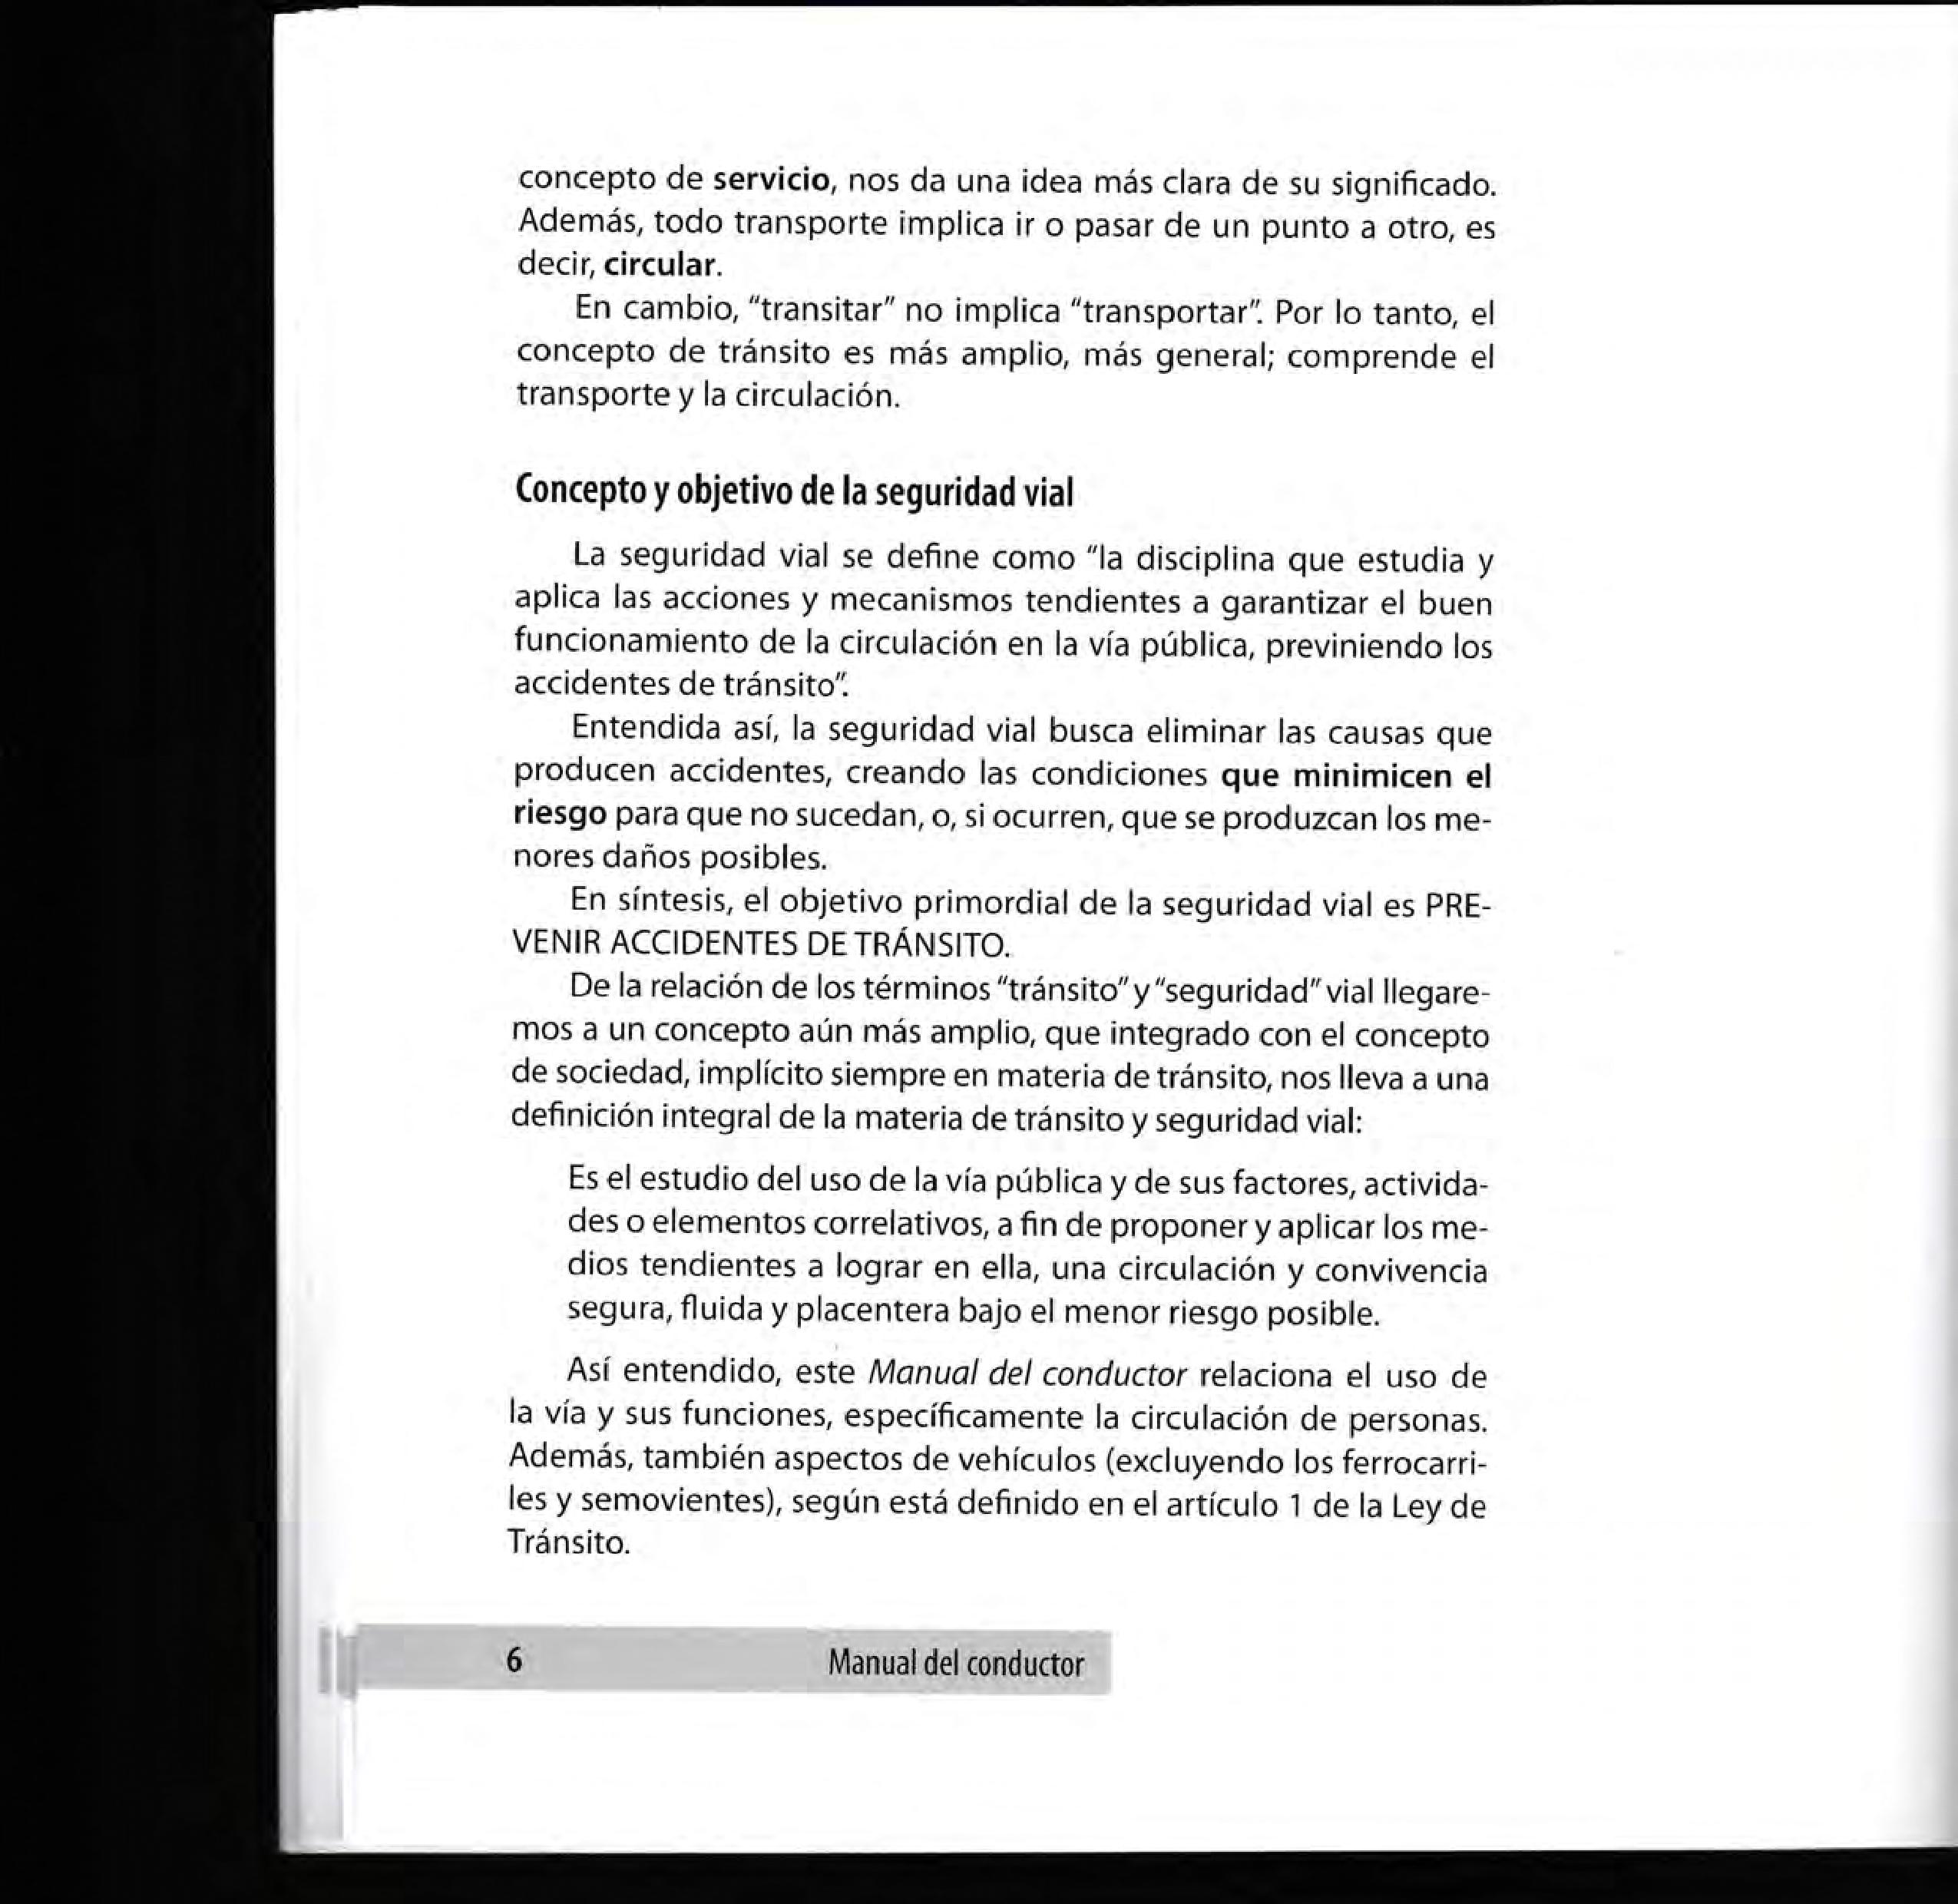 concepto de servicio, nos da una idea más clara de su significado.
Además, todo transporte implica ir o pasar de un punto a otro, es
decir, circular.
En cambio, "transitar" no implica "transportar". Por lo tanto, el
concepto de tránsito es más amplio, más general; comprende el
transporte y la circulación.
Concepto y objetivo de la seguridad vial
La seguridad vial se define como "la disciplina que estudia y
aplica las acciones y mecanismos tendientes a garantizar el buen
funcionamiento de la circulación en la vía pública, previniendo los
accidentes de tránsito".
Entendida así, la seguridad vial busca eliminar las causas que
producen accidentes, creando las condiciones que minimicen el
riesgo para que no sucedan, o, si ocurren, que se produzcan los me-
nores daños posibles.
En síntesis, el objetivo primordial de la seguridad vial es PRE-
VENIR ACCIDENTES DE TRÁNSITO.
De la relación de los términos "tránsito" y "seguridad" vial llegare-
mos a un concepto aún más amplio, que integrado con el concepto
de sociedad, implícito siempre en materia de tránsito, nos lleva a una
definición integral de la materia de tránsito y seguridad vial:
Es el estudio del uso de la vía pública y de sus factores, activida-
des o elementos correlativos, a fin de proponer y aplicar los me-
dios tendientes a lograr en ella, una circulación y convivencia
segura, fluida y placentera bajo el menor riesgo posible.
Así entendido, este Manual del conductor relaciona el uso de
la vía y sus funciones, específicamente la circulación de personas.
Además, también aspectos de vehículos (excluyendo los ferrocarri-
les y semovientes), según está definido en el artículo 1 de la Ley de
Tránsito.
6 Manual del conductor